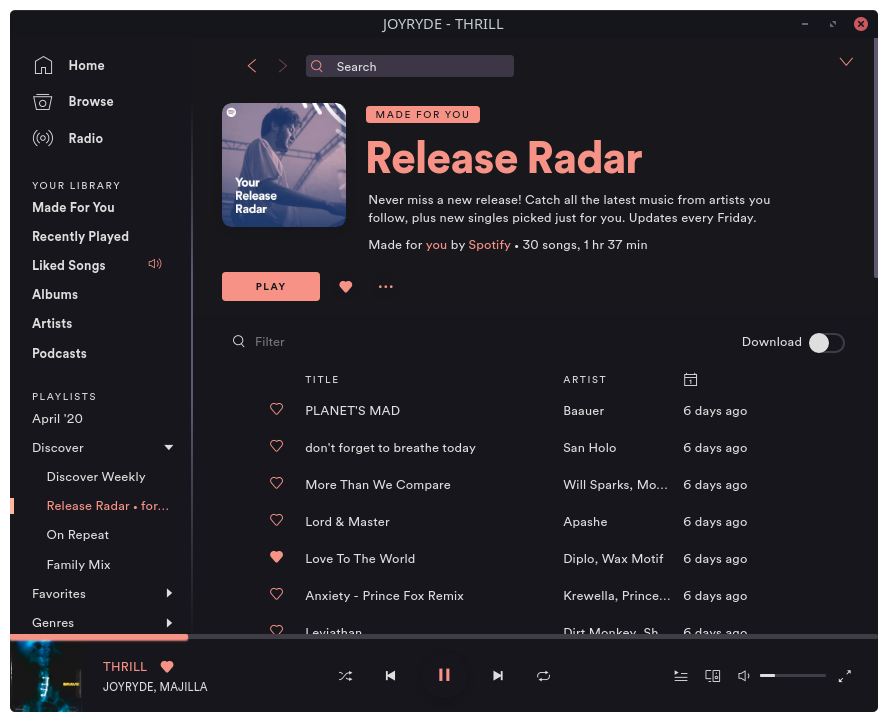 JOYRYDE - THRILL
Home
Browse
Radio
YOUR LIBRARY
Made For You
Recently Played
Liked Songs
Albums
Artists
Podcasts
PLAYLISTS
April '20
Discover
Discover Weekly
Release Radar • for...
On Repeat
Family Mix
Favorites
Genres
Search
Your
Release
Radar
MADE FOR YOU
Release Radar
Never miss a new release! Catch all the latest music from artists you
follow, plus new singles picked just for you. Updates every Friday.
Made for you by Spotify • 30 songs, 1 hr 37 min
PLAY
Filter
Download
TITLE ARTIST
PLANET'S MAD Baauer 6 days ago
don't forget to breathe today San Holo 6 days ago
More Than We Compare Will Sparks, Mo... 6 days ago
Lord & Master Apashe 6 days ago
Love To The World Diplo, Wax Motif 6 days ago
Anxiety - Prince Fox Remix Krewella, Prince... 6 days ago
Leviathan Dirt Monkey, Sh... 6 days ago
THRILL
JOYRYDE, MAJILLA